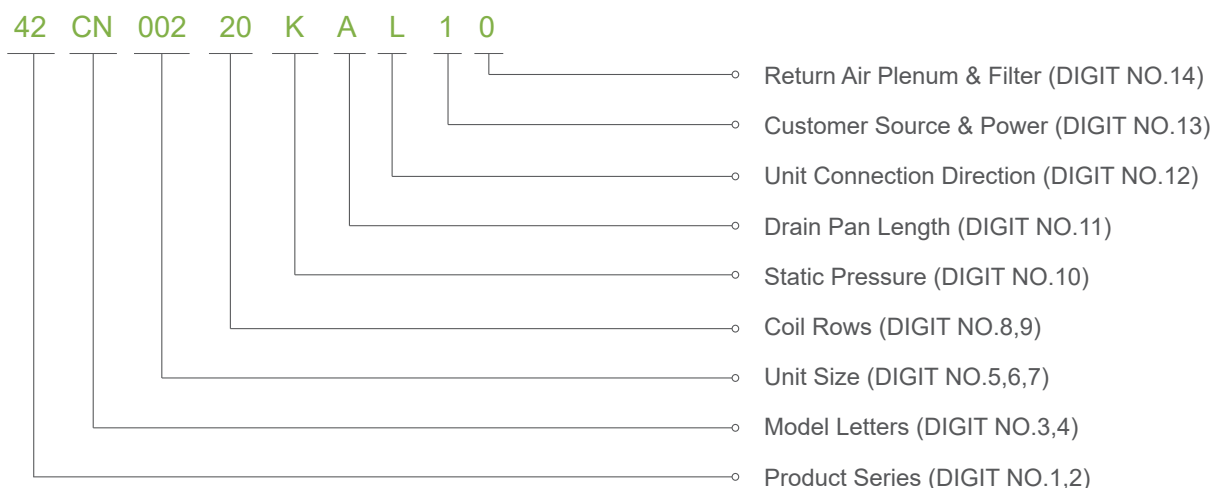 42 CN 002 20 K A L 1 0
Return Air Plenum & Filter (DIGIT NO.14)
Customer Source & Power (DIGIT NO.13)
Unit Connection Direction (DIGIT NO.12)
Drain Pan Length (DIGIT NO.11)
Static Pressure (DIGIT NO.10)
Coil Rows (DIGIT NO.8,9)
Unit Size (DIGIT NO.5,6,7)
Model Letters (DIGIT NO.3,4)
Product Series (DIGIT NO.1,2)